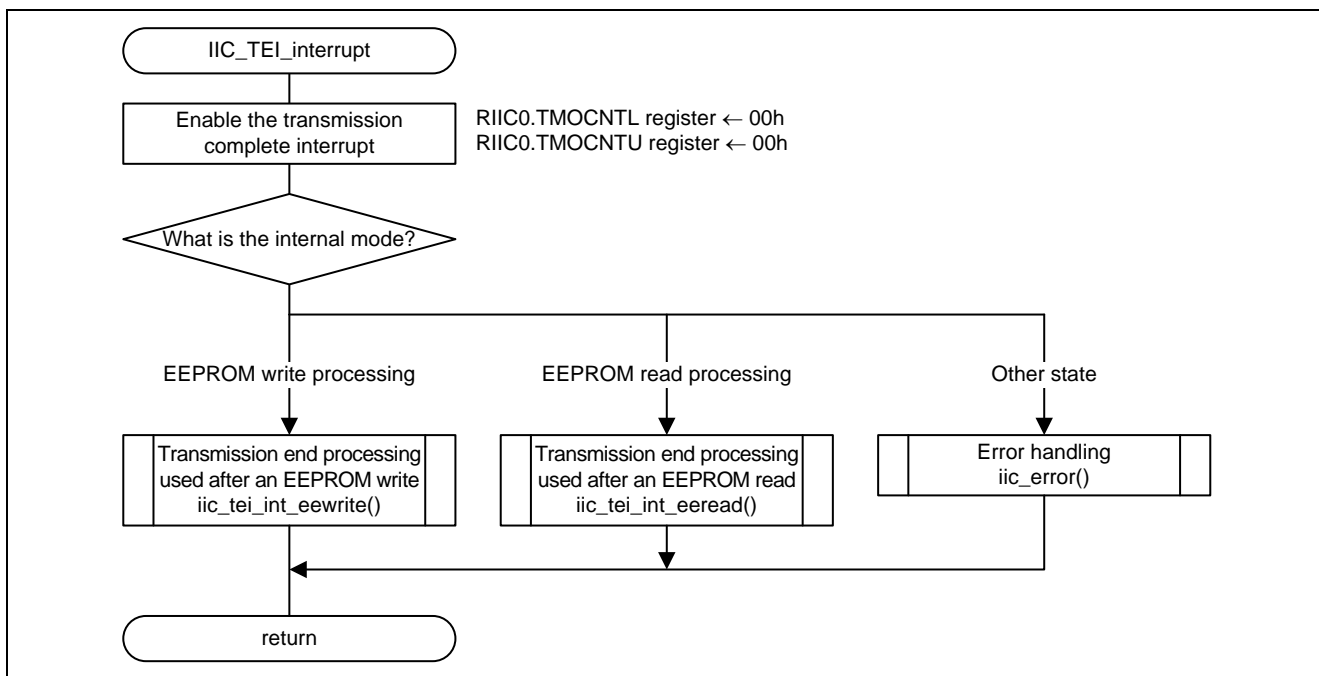 IIC_TEI_interrupt
Enable the transmission
complete interrupt
RIIC0.TMOCNTL register ← 00h
RIIC0.TMOCNTU register ← 00h
What is the internal mode?
EEPROM write processing
EEPROM read processing
Other state
Transmission end processing
used after an EEPROM write
iic_tei_int_eewrite()
Transmission end processing
used after an EEPROM read
iic_tei_int_eeread()
Error handling
iic_error()
return